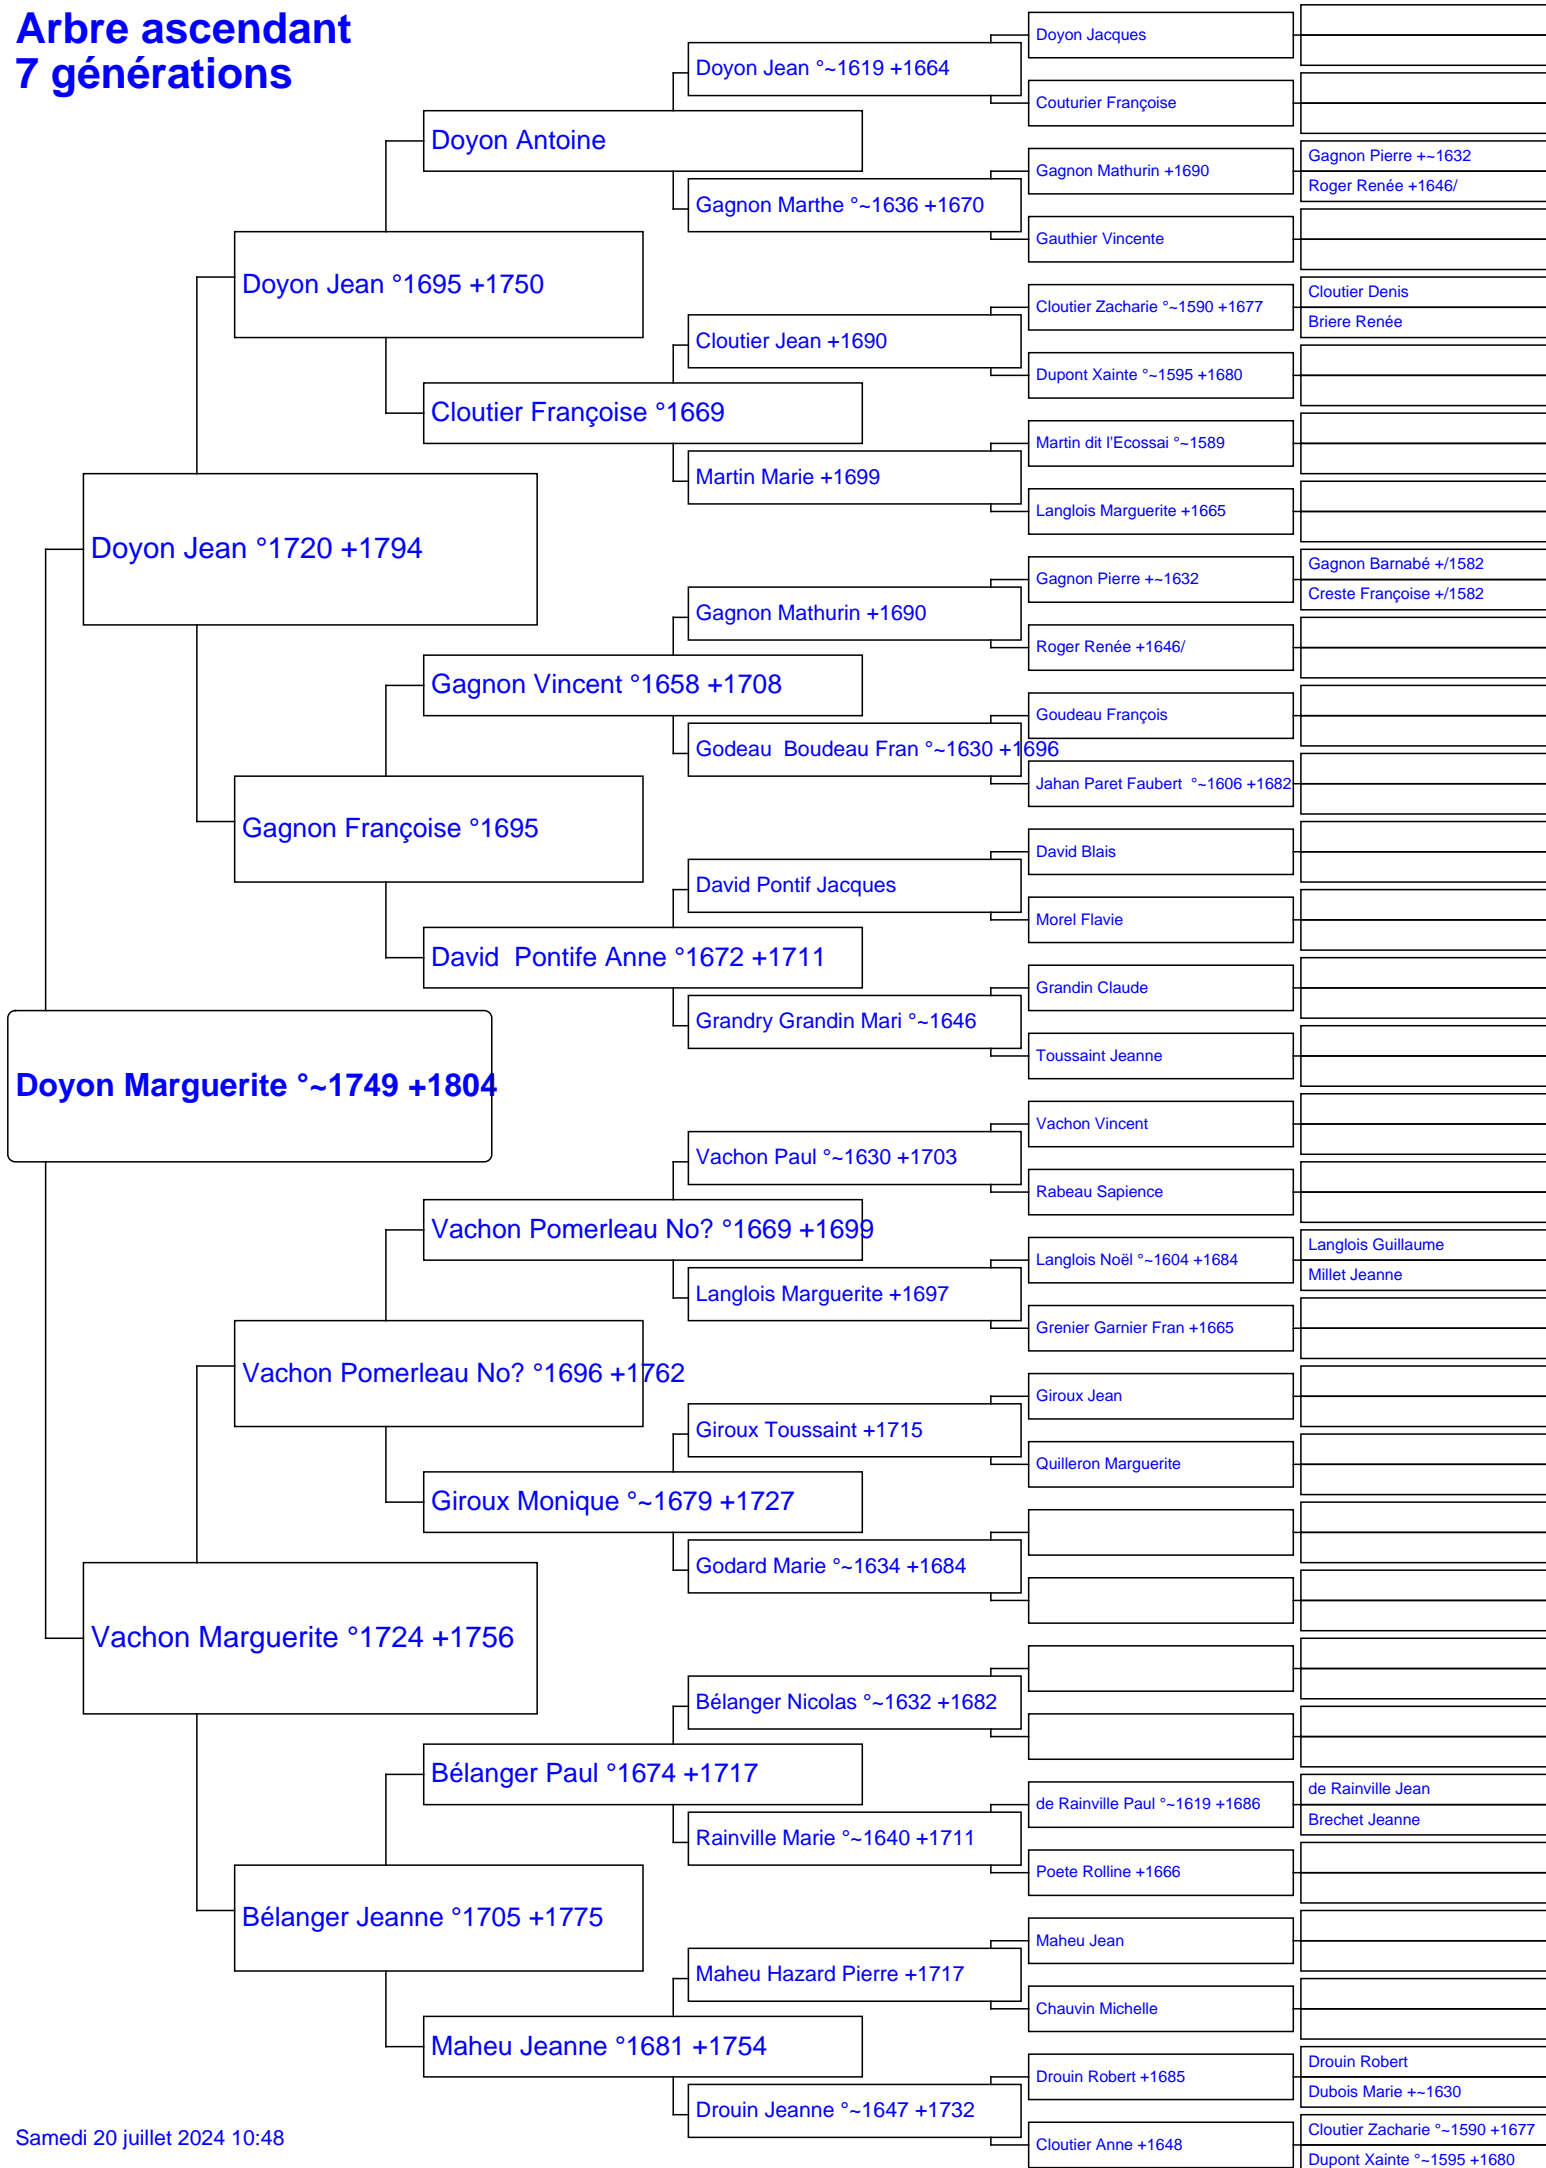 Arbre ascendant
7 générations
Doyon Marguerite °~1749 +1804
Doyon Jean °1720 +1794
Vachon Marguerite °1724 +1756
Doyon Jean °1695 +1750
Gagnon Françoise °1695
Vachon Pomerleau No? °1696 +1762
Bélanger Jeanne °1705 +1775
Doyon Antoine
Cloutier Françoise °1669
Gagnon Vincent °1658 +1708
David  Pontife Anne °1672 +1711
Vachon Pomerleau No? °1669 +1699
Giroux Monique °~1679 +1727
Bélanger Paul °1674 +1717
Maheu Jeanne °1681 +1754
Doyon Jean °~1619 +1664
Gagnon Marthe °~1636 +1670
Cloutier Jean +1690
Martin Marie +1699
Gagnon Mathurin +1690
Godeau  Boudeau Fran °~1630 +1696
David Pontif Jacques
Grandry Grandin Mari °~1646
Vachon Paul °~1630 +1703
Langlois Marguerite +1697
Giroux Toussaint +1715
Godard Marie °~1634 +1684
Bélanger Nicolas °~1632 +1682
Rainville Marie °~1640 +1711
Maheu Hazard Pierre +1717
Drouin Jeanne °~1647 +1732
Doyon Jacques
Couturier Françoise
Gagnon Mathurin +1690
Gauthier Vincente
Cloutier Zacharie °~1590 +1677
Dupont Xainte °~1595 +1680
Martin dit l'Ecossai °~1589
Langlois Marguerite +1665
Gagnon Pierre +~1632
Roger Renée +1646/
Goudeau François
Jahan Paret Faubert  °~1606 +1682
David Blais
Morel Flavie
Grandin Claude
Toussaint Jeanne
Vachon Vincent
Rabeau Sapience
Langlois Noël °~1604 +1684
Grenier Garnier Fran +1665
Giroux Jean
Quilleron Marguerite
de Rainville Paul °~1619 +1686
Poete Rolline +1666
Maheu Jean
Chauvin Michelle
Drouin Robert +1685
Cloutier Anne +1648
Gagnon Pierre +~1632
Roger Renée +1646/
Cloutier Denis
Briere Renée
Gagnon Barnabé +/1582
Creste Françoise +/1582
Langlois Guillaume
Millet Jeanne
de Rainville Jean
Brechet Jeanne
Drouin Robert
Dubois Marie +~1630
Cloutier Zacharie °~1590 +1677
Dupont Xainte °~1595 +1680
Samedi 20 juillet 2024 10:48